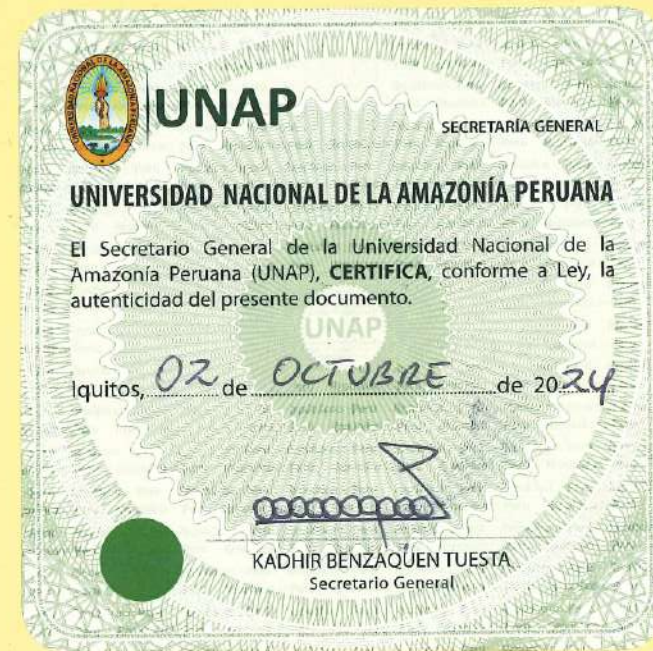 UNAP
SECRETARÍA GENERAL
UNIVERSIDAD NACIONAL DE LA AMAZONÍA PERUANA
El Secretario General de la Universidad Nacional de la
Amazonía Peruana (UNAP), CERTIFICA, conforme a Ley, la
autenticidad del presente documento.
UNAP
Iquitos, 02 de OCTUBRE de 2024
KADHIR BENZAQUEN TUESTA
Secretario General